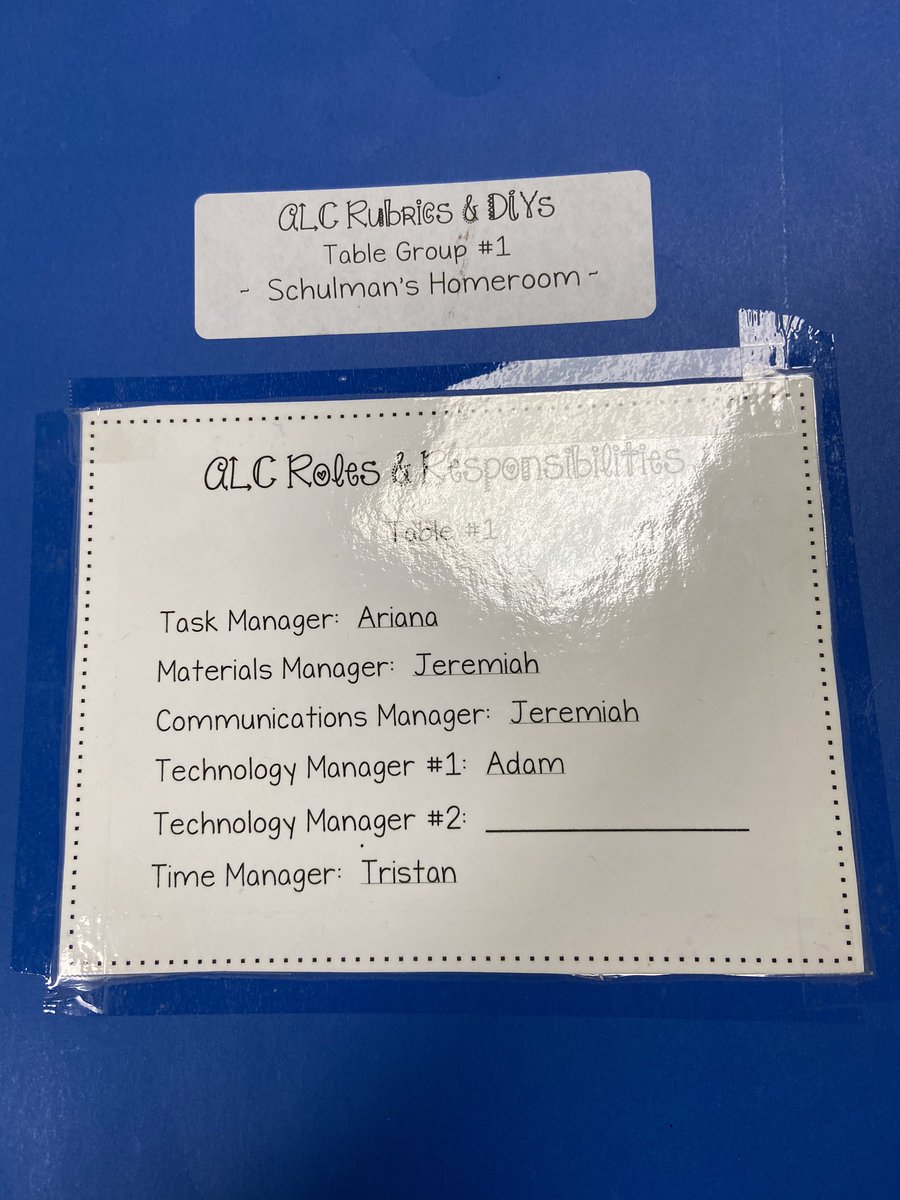 ALC Rubrics & DIYs
Table Group #1
~ Schulman's Homeroom ~
ALC Roles & Responsibilities
Table #1
Task Manager: Ariana
Materials Manager: Jeremiah
Communications Manager: Jeremiah
Technology Manager #1: Adam
Technology Manager #2: 
Time Manager: Tristan